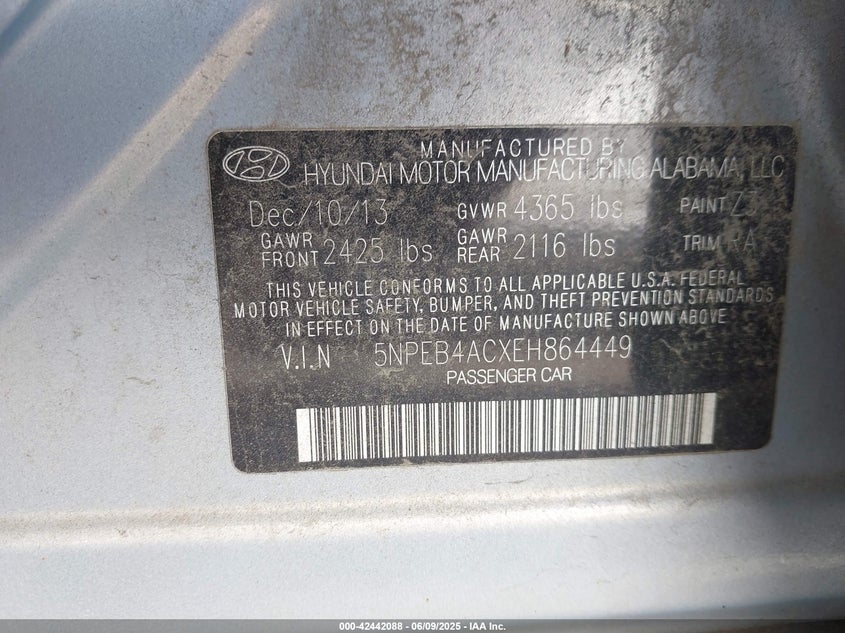 MANUFACTURED BY
HYUNDAI MOTOR MANUFACTURING ALABAMA, LLC
Dec/10/13 GVWR 4365 lbs PAINT Z3
GAWR FRONT 2425 lbs GAWR REAR 2116 lbs TRIM RA
THIS VEHICLE CONFORMS TO ALL APPLICABLE U.S.A. FEDERAL
MOTOR VEHICLE SAFETY, BUMPER, AND THEFT PREVENTION STANDARDS
IN EFFECT ON THE DATE OF MANUFACTURE SHOWN ABOVE.
V.I.N 5NPEB4ACXEH864449
PASSENGER CAR
000-42442088 - 06/09/2025 - IAA Inc.